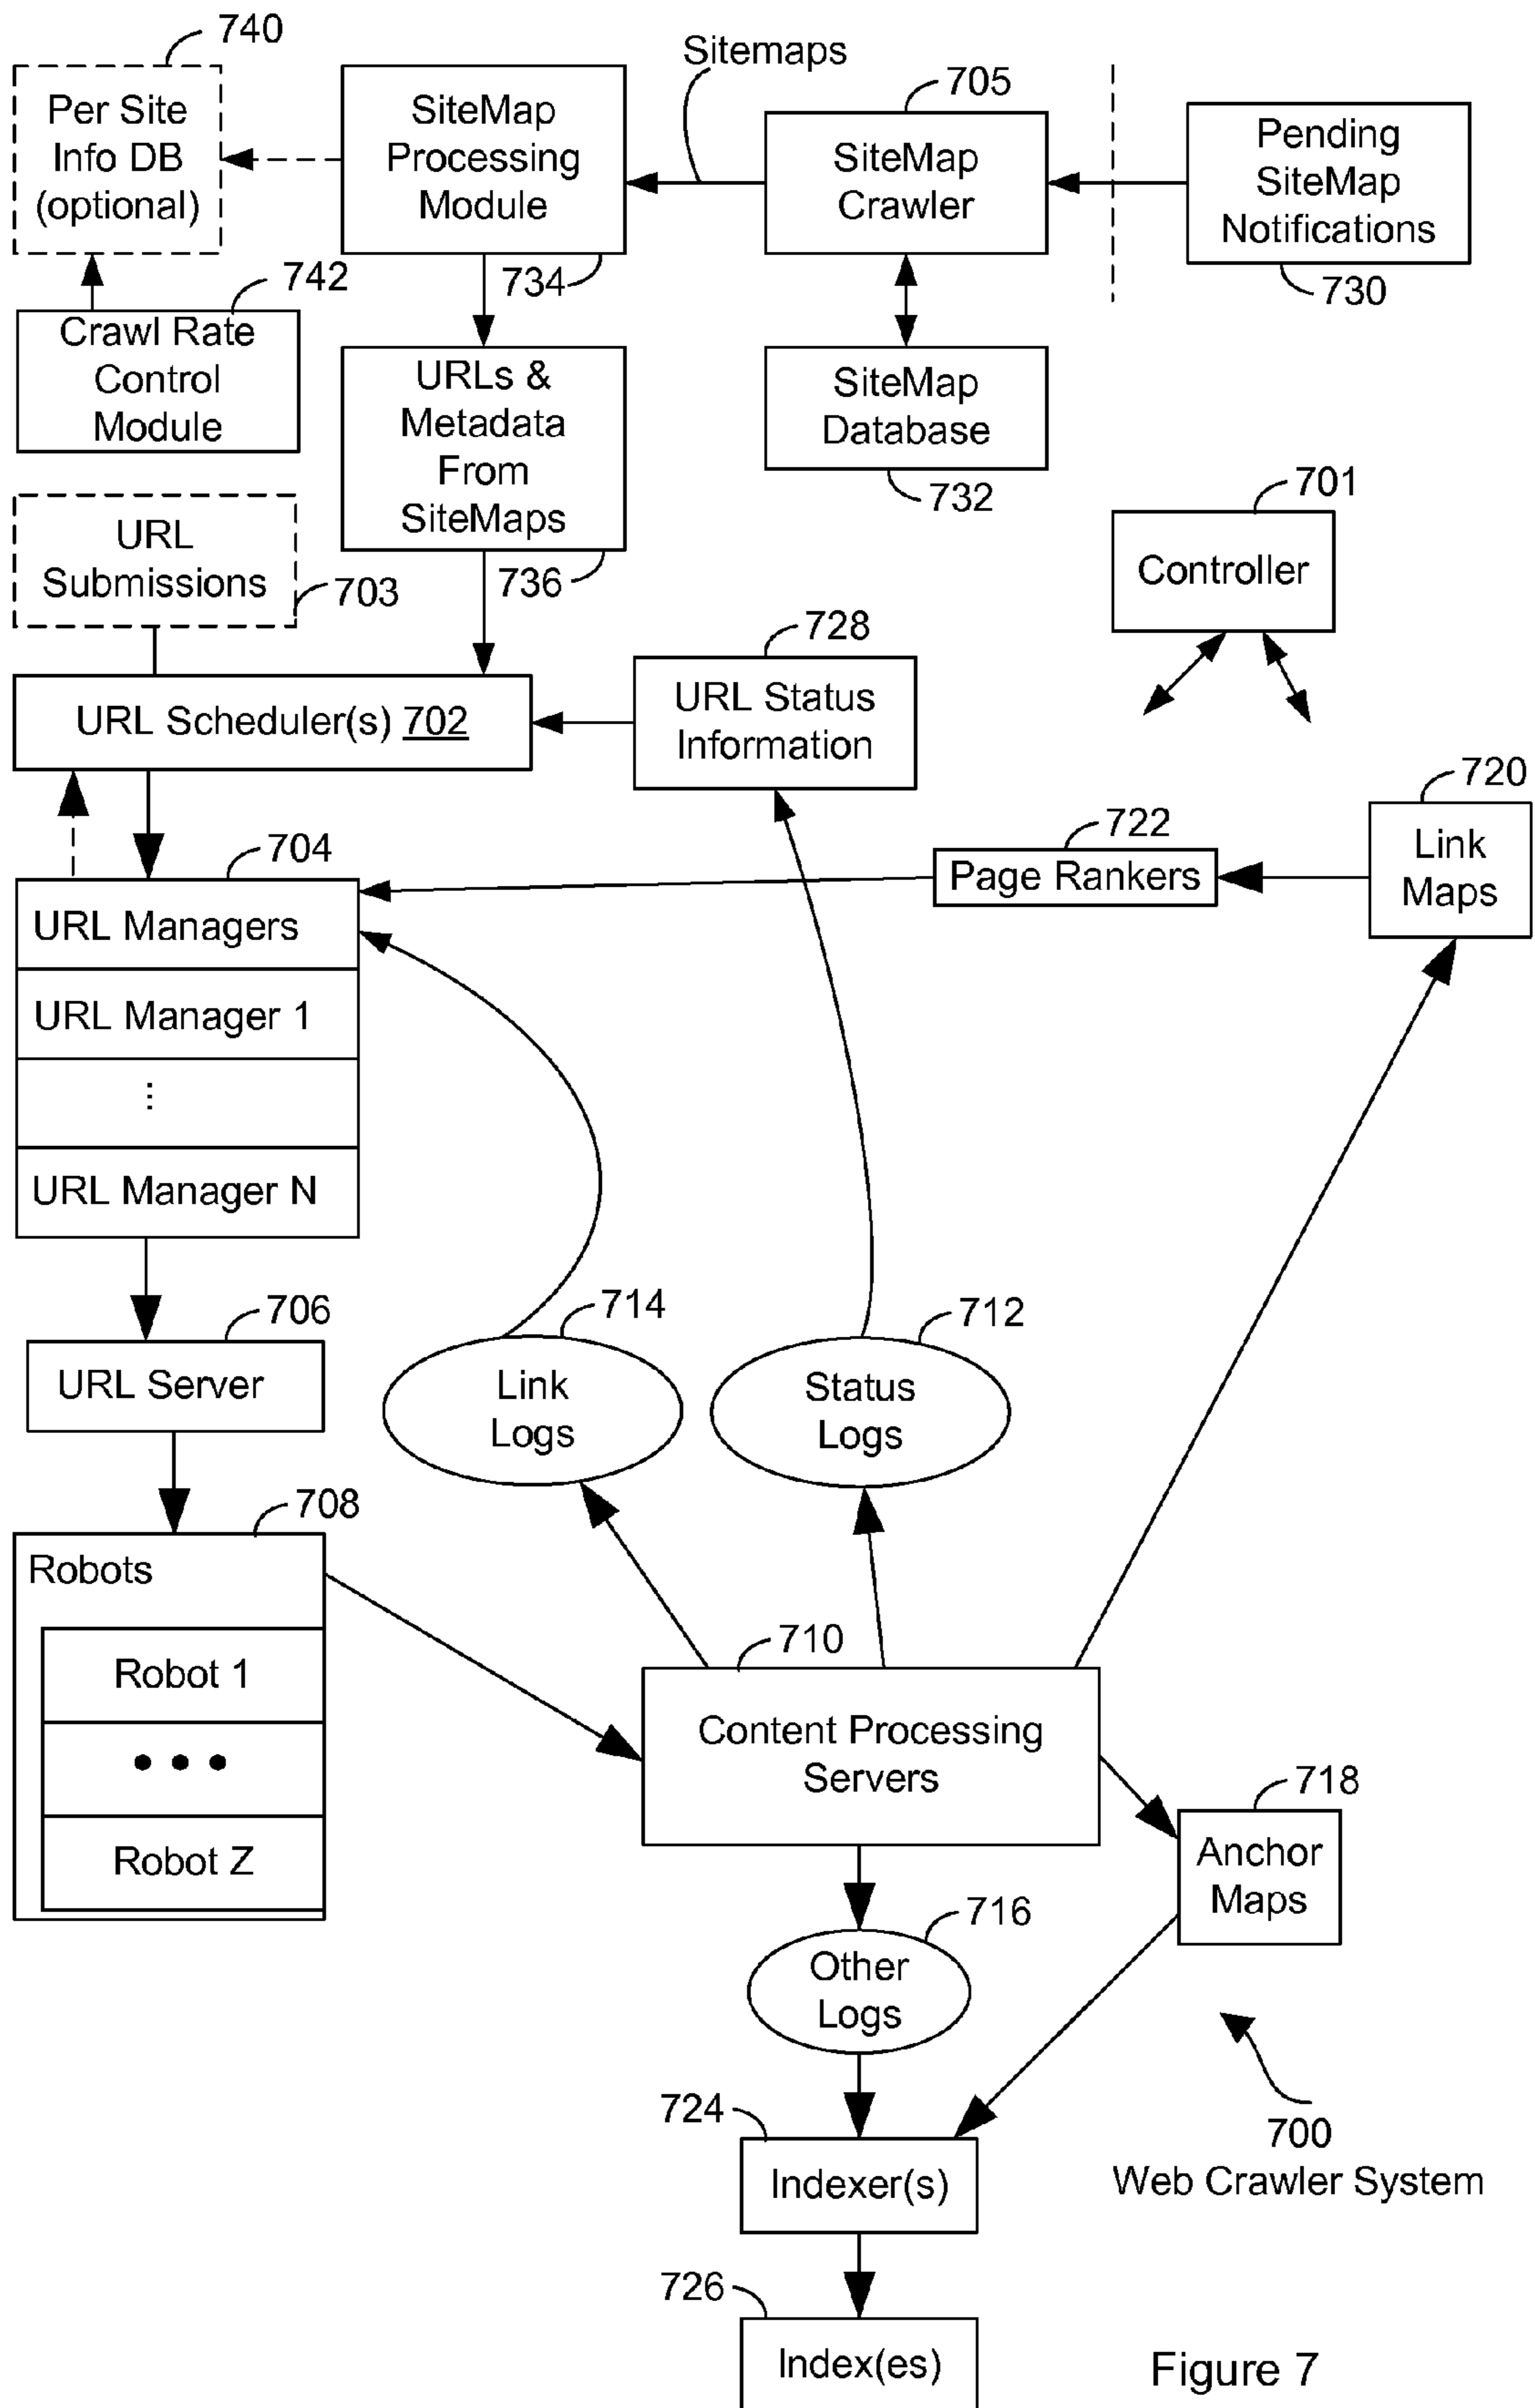 740
Per Site
Info DB
(optional)
SiteMap
Processing
Module
734
Sitemaps
705
SiteMap
Crawler
Pending
SiteMap
Notifications
730
742
Crawl Rate
Control
Module
URLs &
Metadata
From
SiteMaps
736
SiteMap
Database
732
701
Controller
URL
Submissions
703
728
URL Status
Information
URL Scheduler(s) 702
720
Link
Maps
722
Page Rankers
704
URL Managers
URL Manager 1
...
URL Manager N
706
URL Server
714
Link
Logs
712
Status
Logs
708
Robots
Robot 1
• • •
Robot Z
710
Content Processing
Servers
718
Anchor
Maps
716
Other
Logs
724
Indexer(s)
700
Web Crawler System
726
Index(es)
Figure 7